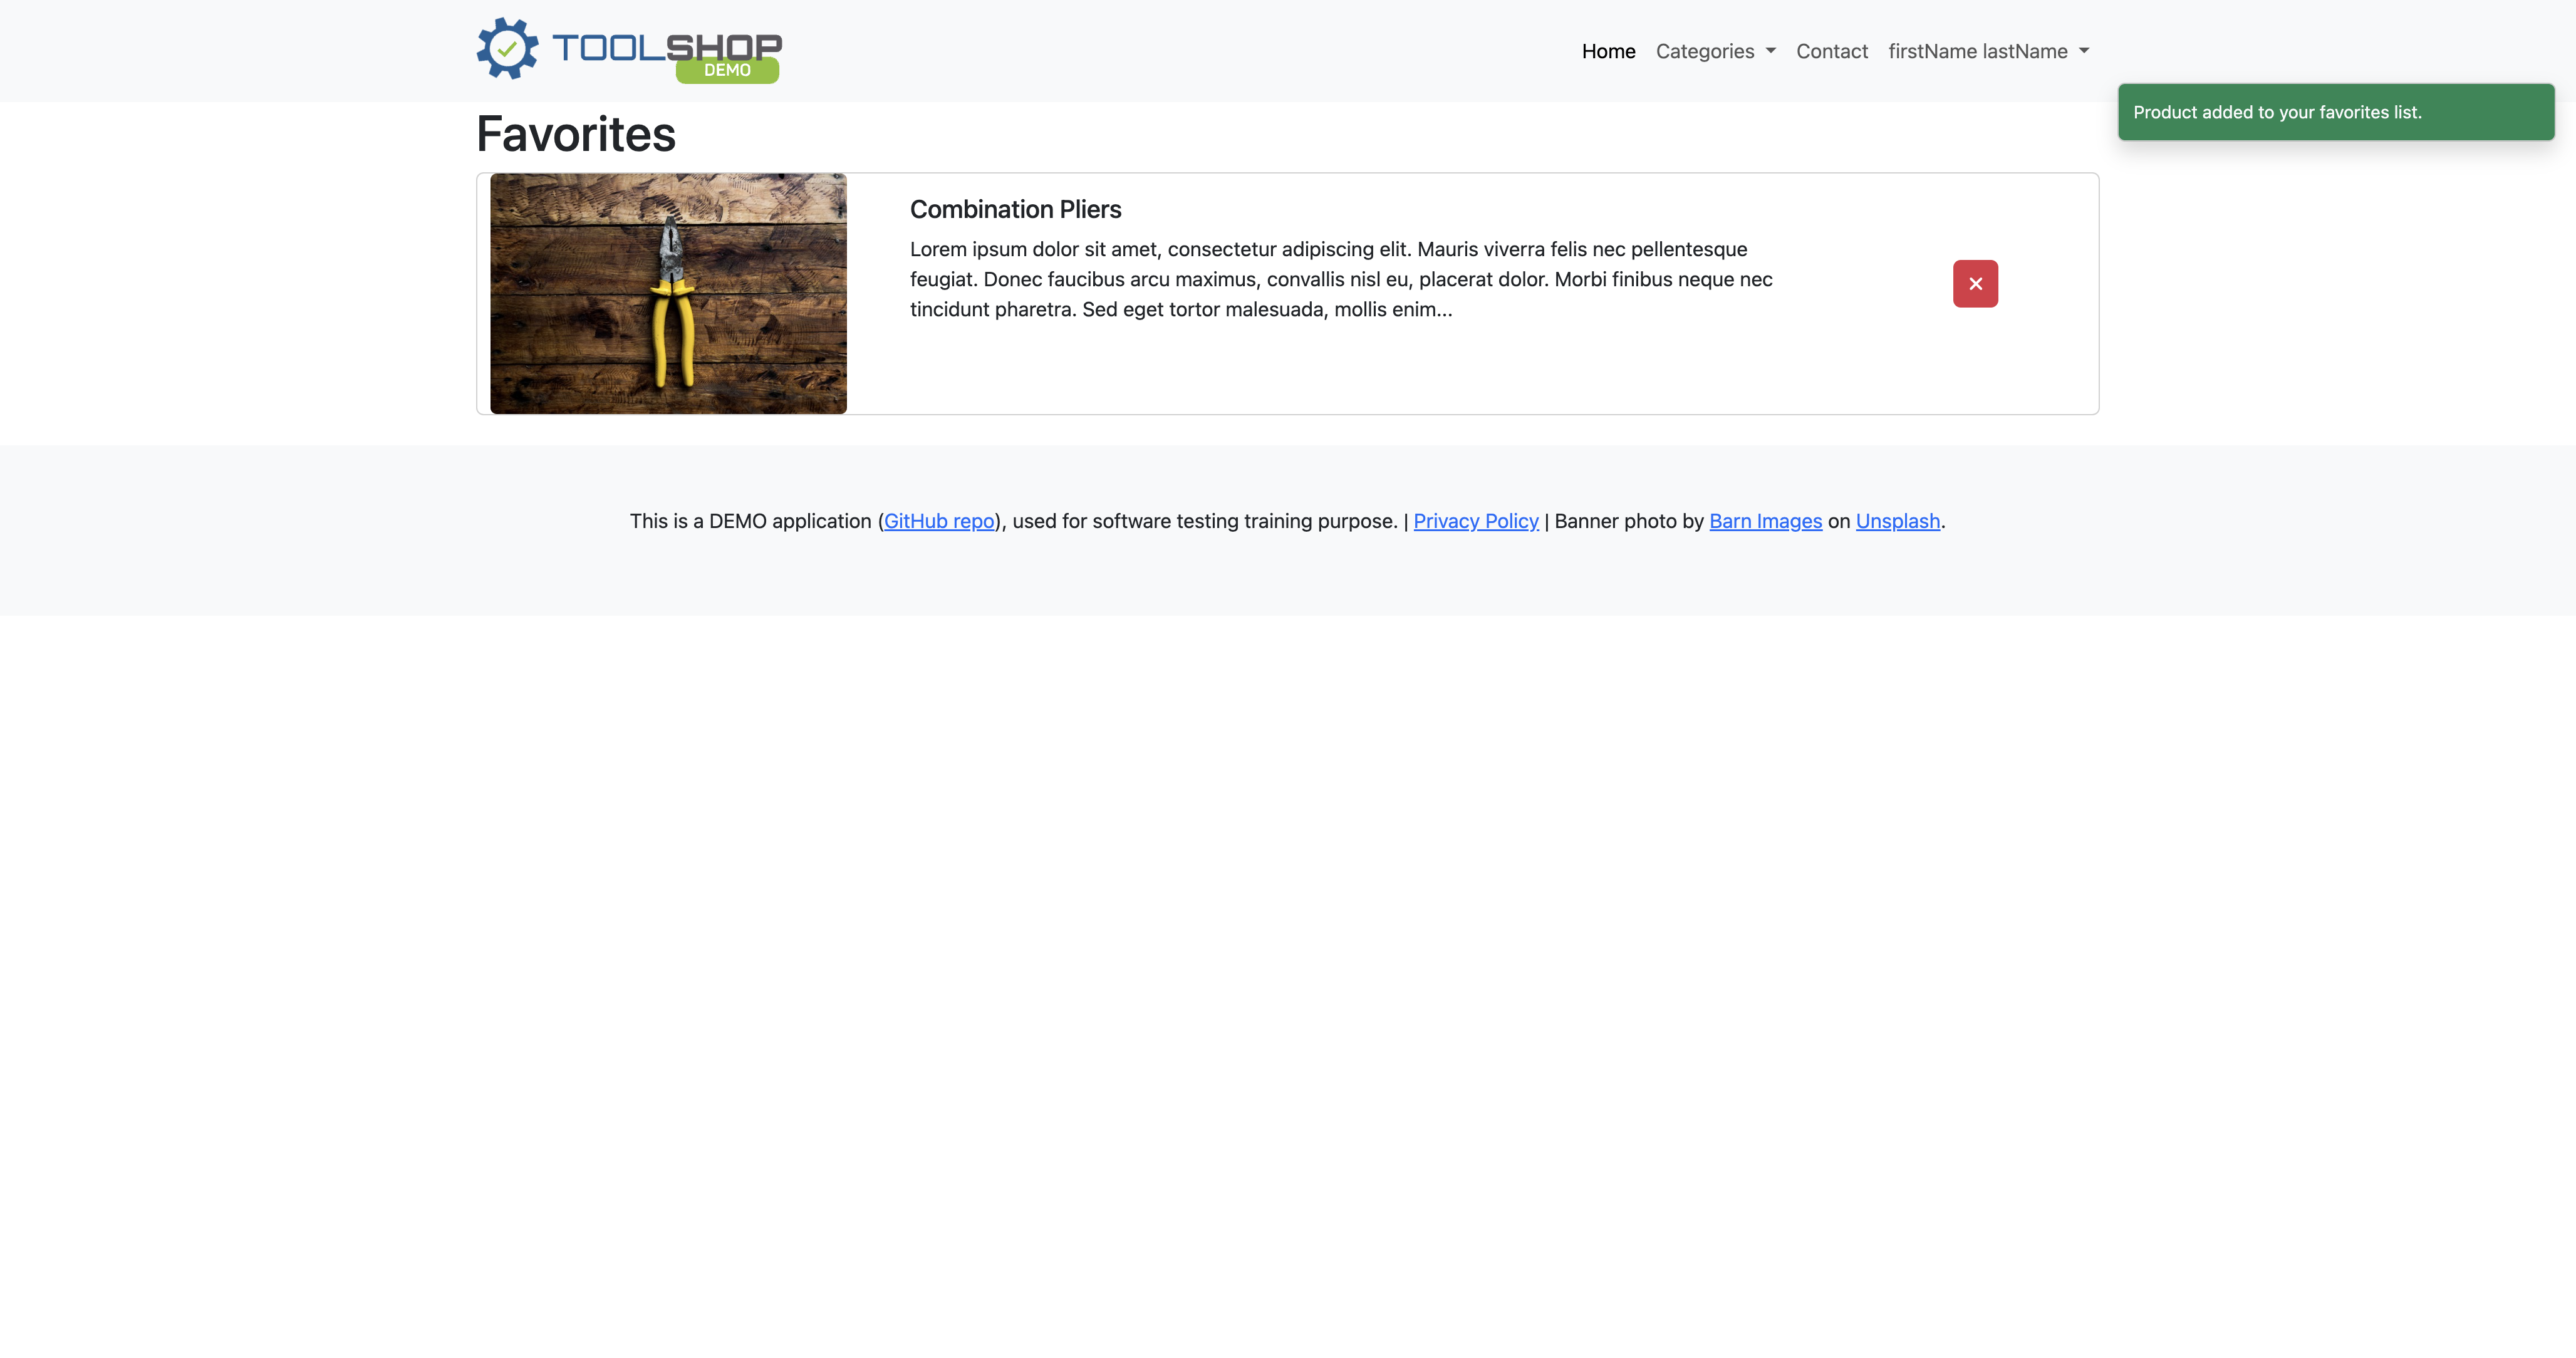 TOOLSHOP
DEMO
Home
Categories
Contact
firstName lastName
Product added to your favorites list.
Favorites
Combination Pliers
Lorem ipsum dolor sit amet, consectetur adipiscing elit. Mauris viverra felis nec pellentesque
feugiat. Donec faucibus arcu maximus, convallis nisl eu, placerat dolor. Morbi finibus neque nec
tincidunt pharetra. Sed eget tortor malesuada, mollis enim...
This is a DEMO application (GitHub repo), used for software testing training purpose. | Privacy Policy | Banner photo by Barn Images on Unsplash.